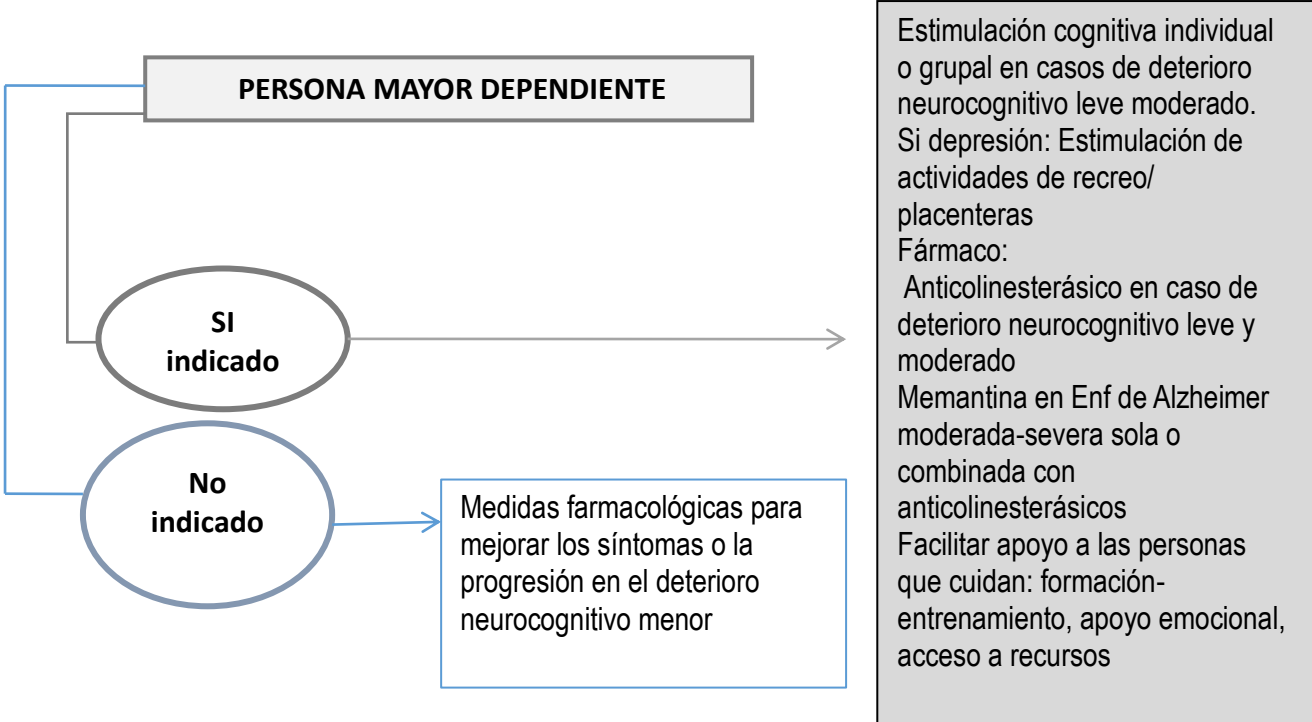 PERSONA MAYOR DEPENDIENTE
SI
indicado
No
indicado
Medidas farmacológicas para
mejorar los síntomas o la
progresión en el deterioro
neurocognitivo menor
Estimulación cognitiva individual
o grupal en casos de deterioro
neurocognitivo leve moderado.
Si depresión: Estimulación de
actividades de recreo/
placenteras
Fármaco:
Anticolinesterásico en caso de
deterioro neurocognitivo leve y
moderado
Memantina en Enf de Alzheimer
moderada-severa sola o
combinada con
anticolinesterásicos
Facilitar apoyo a las personas
que cuidan: formación-
entrenamiento, apoyo emocional,
acceso a recursos